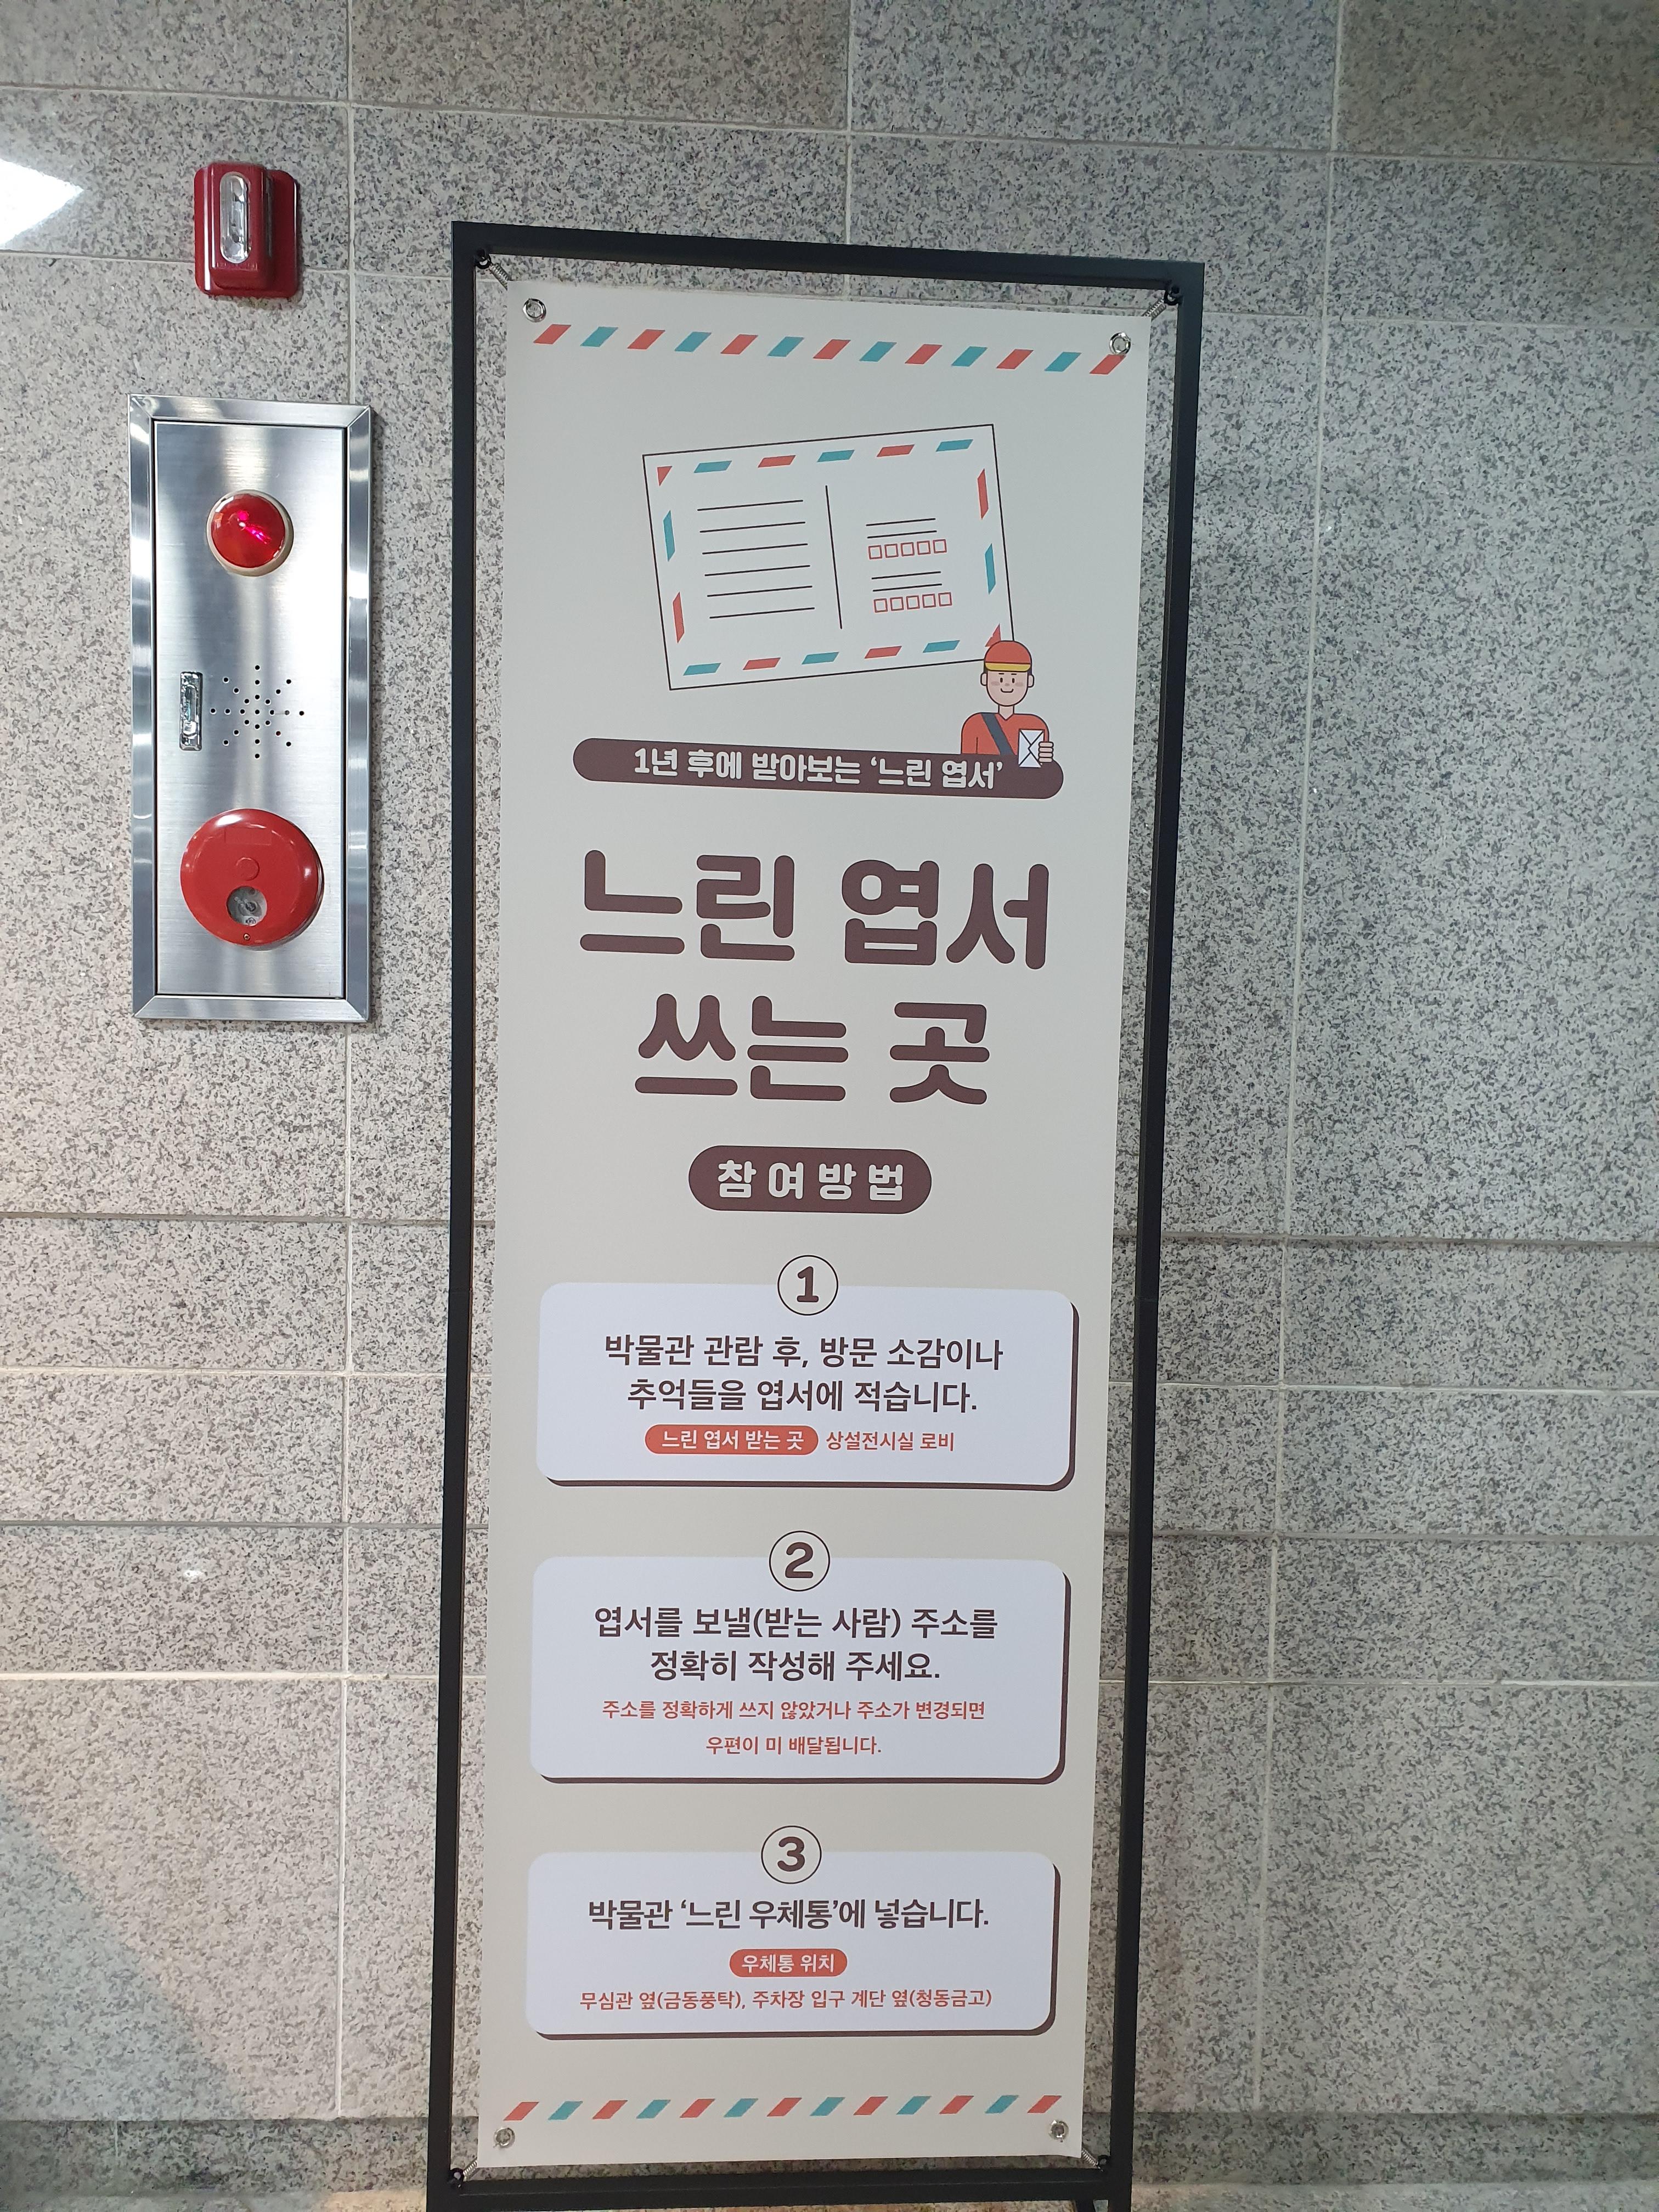 1년 후에 받아보는 ‘느린 엽서’
느린 엽서
쓰는 곳
참여방법
1
박물관 관람 후, 방문 소감이나
추억들을 엽서에 적습니다.
느린 엽서 받는 곳 상설전시실 로비
2
엽서를 보낼(받는 사람) 주소를
정확히 작성해 주세요.
주소를 정확하게 쓰지 않았거나 주소가 변경되면
우편이 미 배달됩니다.
3
박물관 ‘느린 우체통’에 넣습니다.
우체통 위치
무심관 옆(금동풍탁), 주차장 입구 계단 옆(청동금고)